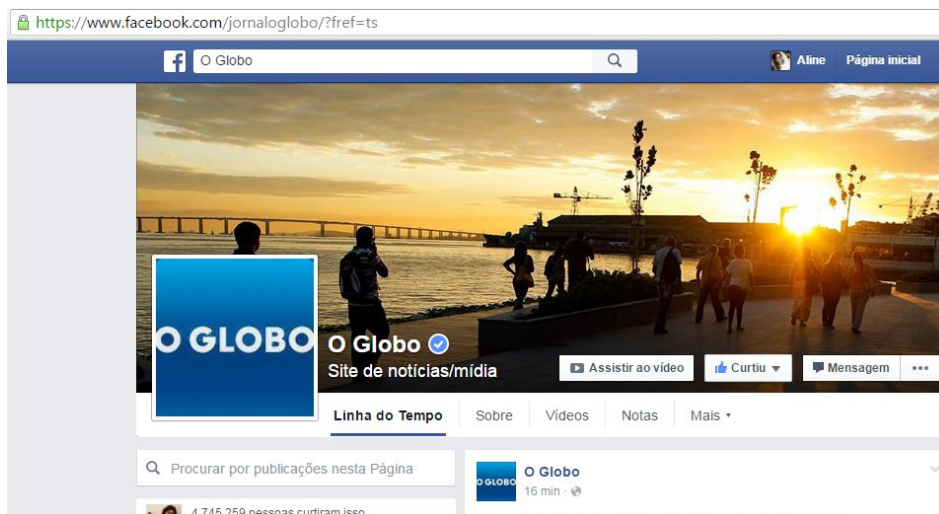 https://www.facebook.com/jornaloglobo/?fref=ts
f O Globo Aline Página inicial
O GLOBO
O Globo
Site de notícias/mídia
Assistir ao vídeo Curtiu Mensagem
Linha do Tempo Sobre Vídeos Notas Mais
Procurar por publicações nesta Página
4.745.259 pessoas curtiram isso
O GLOBO
O Globo
16 min